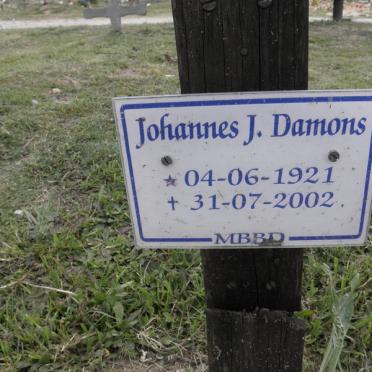 Johannes J. Damons
* 04-06-1921
† 31-07-2002
MBBD